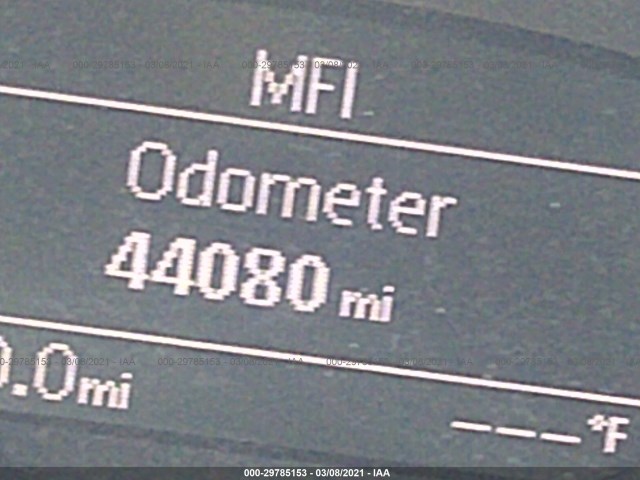 MFI
Odometer
44080 mi
0.0mi
---°F
000-29785153 - 03/08/2021 - IAA